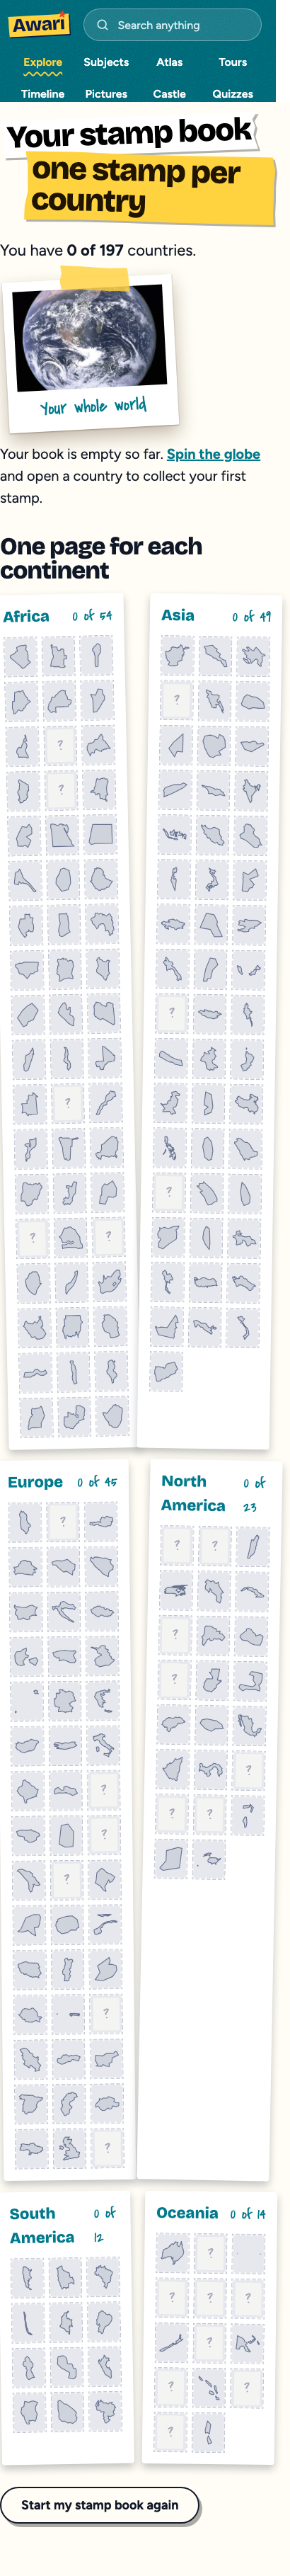 Awari
Search anything
Explore Subjects Atlas Tours
Timeline Pictures Castle Quizzes
Your stamp book
one stamp per
country
You have 0 of 197 countries.
Your whole world
Your book is empty so far. Spin the globe
and open a country to collect your first
stamp.
One page for each
continent
Africa 0 of 54
?
?
?
?
?
Asia 0 of 49
?
?
?
Europe 0 of 45
?
?
?
?
?
?
North
America
0 of
23
?
?
?
?
?
?
?
South
America
0 of
12
Oceania 0 of 14
?
?
?
?
?
?
?
?
Start my stamp book again